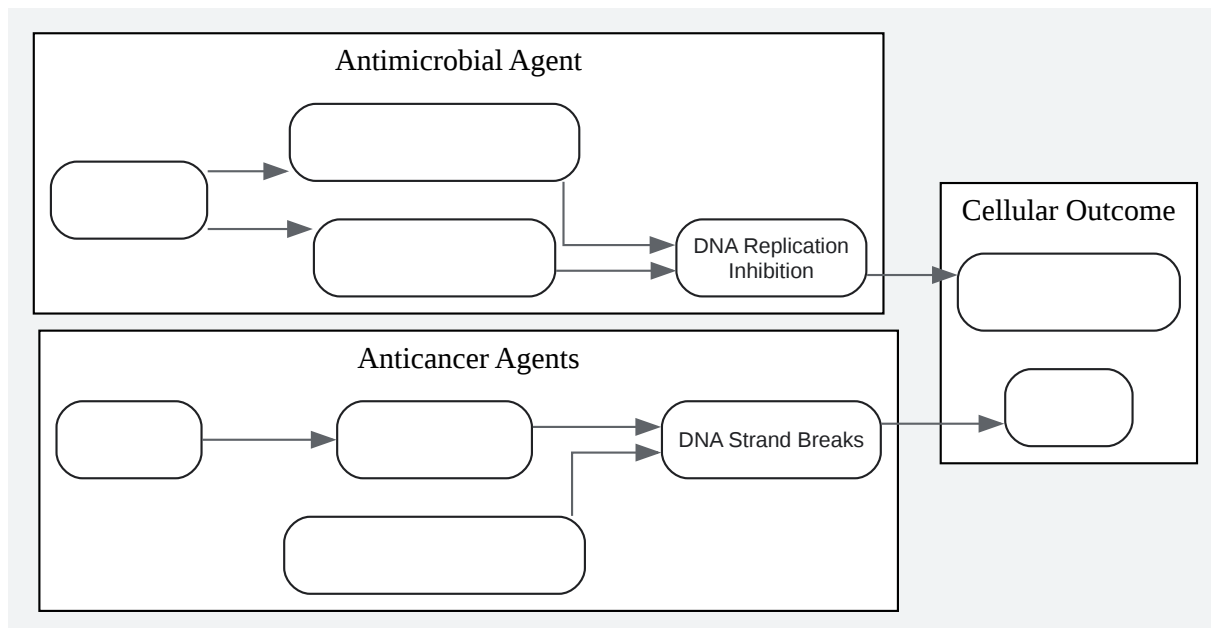 Antimicrobial Agent
DNA Replication
Inhibition
Cellular Outcome
Anticancer Agents
DNA Strand Breaks